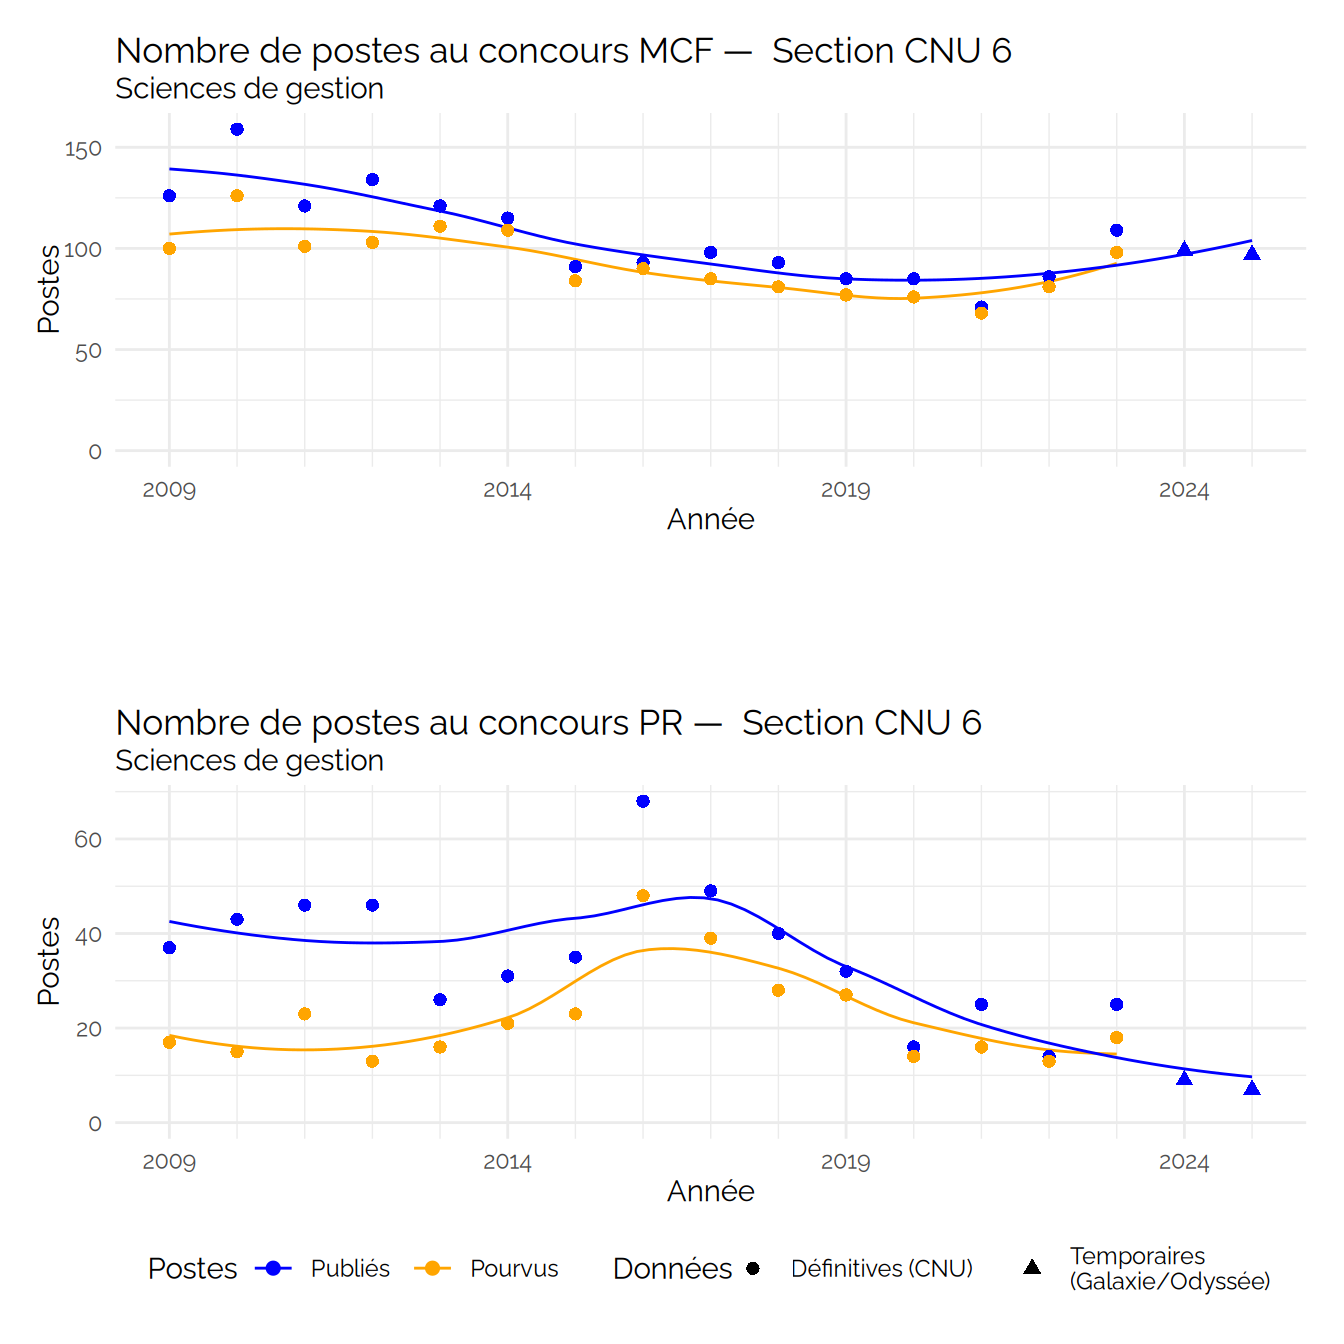 Nombre de postes au concours MCF — Section CNU 6
Sciences de gestion
Postes
150
100
50
0
2009 2014 2019 2024
Année
Nombre de postes au concours PR — Section CNU 6
Sciences de gestion
Postes
60
40
20
0
2009 2014 2019 2024
Année
Postes Publiés Pourvus Données Définitives (CNU) Temporaires
(Galaxie/Odyssée)